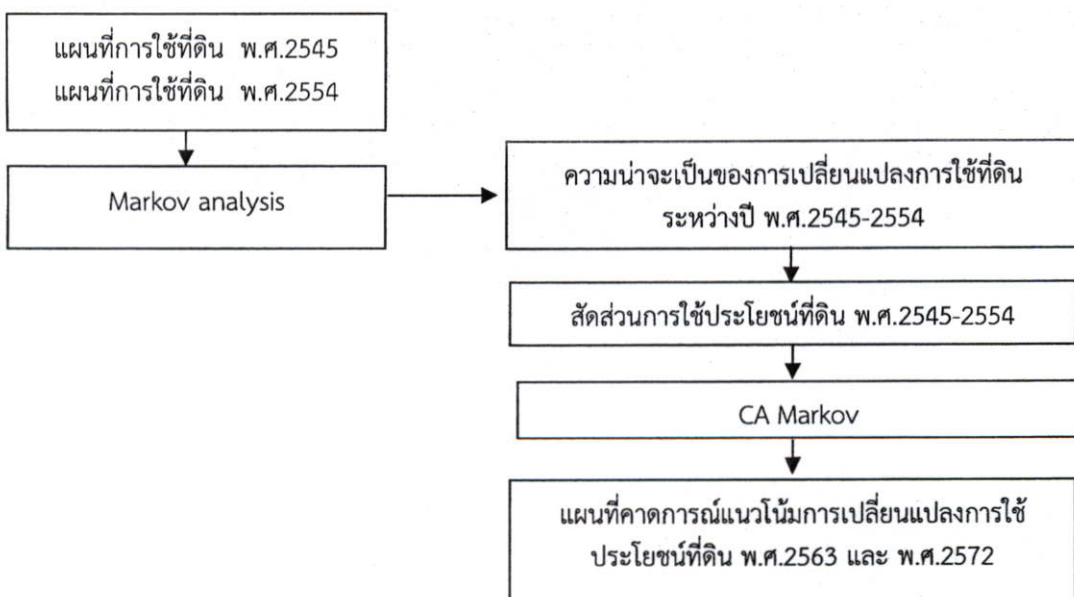 แผนที่การใช้ที่ดิน พ.ศ.2545
แผนที่การใช้ที่ดิน พ.ศ.2554
Markov analysis
ความน่าจะเป็นของการเปลี่ยนแปลงการใช้ที่ดิน
ระหว่างปี พ.ศ.2545-2554
สัดส่วนการใช้ประโยชน์ที่ดิน พ.ศ.2545-2554
CA Markov
แผนที่คาดการณ์แนวโน้มการเปลี่ยนแปลงการใช้
ประโยชน์ที่ดิน พ.ศ.2563 และ พ.ศ.2572